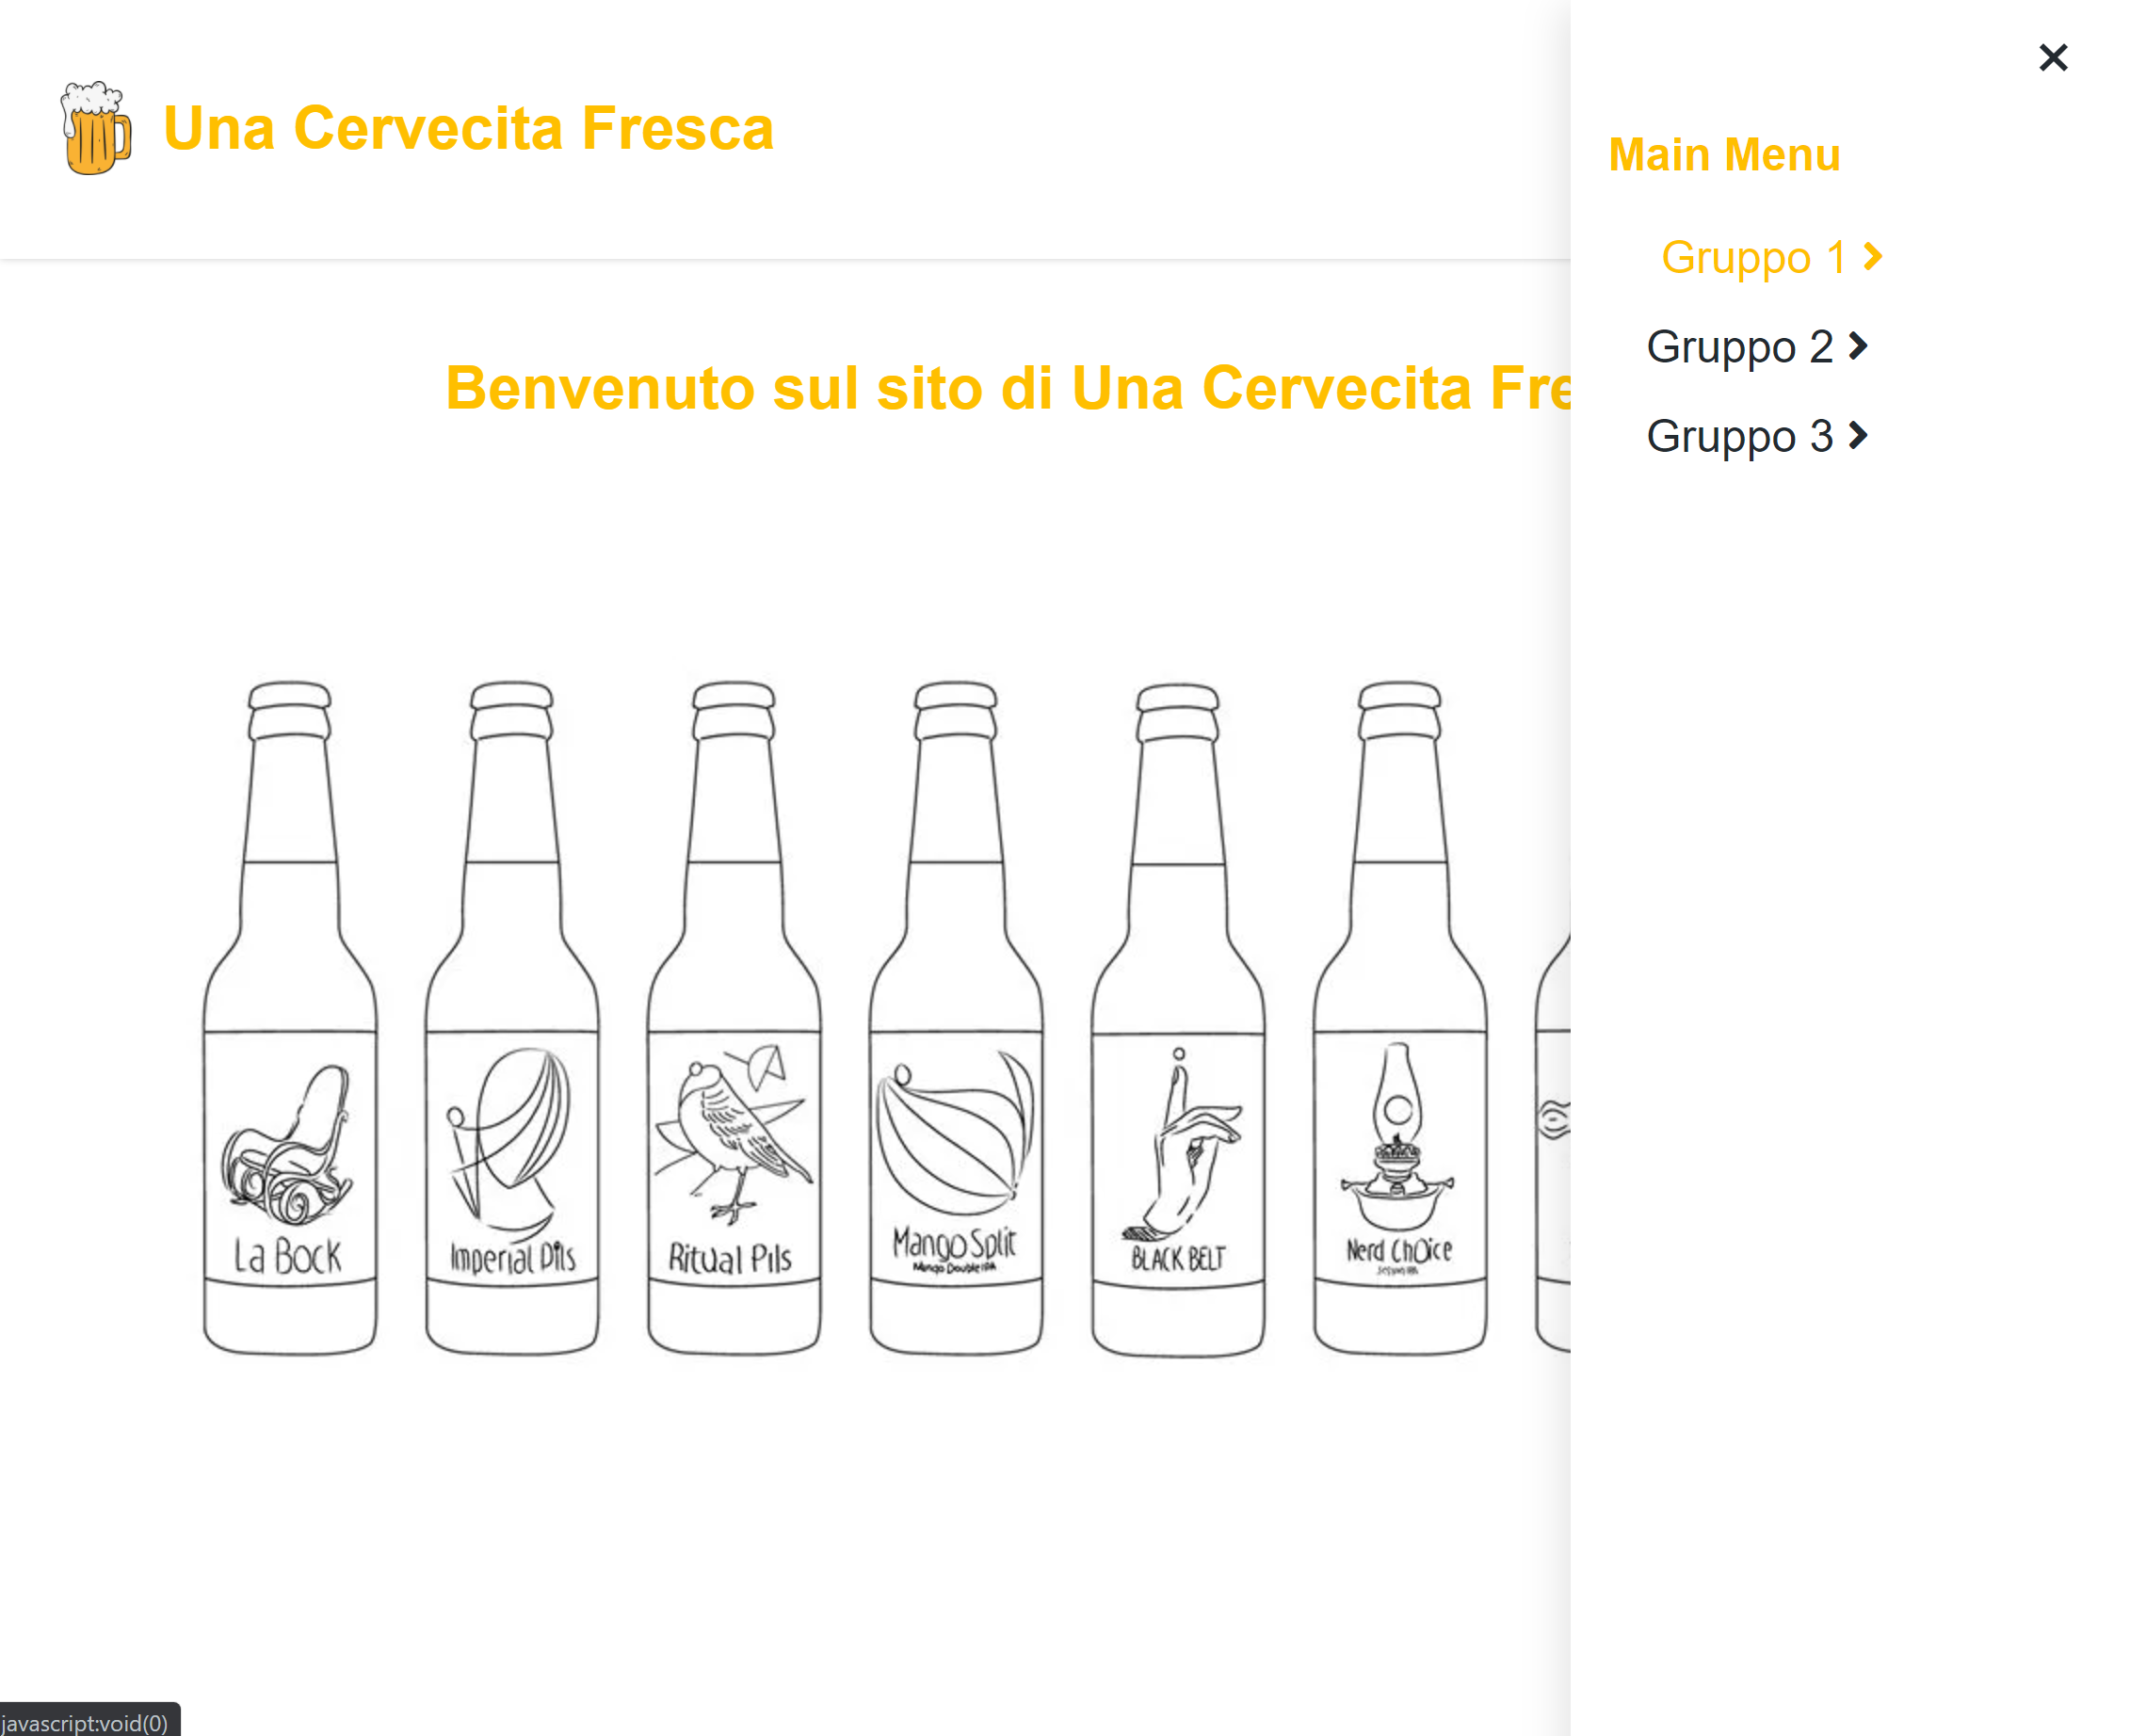 Una Cervecita Fresca
Benvenuto sul sito di Una Cervecita Fre
Main Menu
Gruppo 1
Gruppo 2
Gruppo 3
La Bock
Imperial Pils
Ritual Pils
Mango Split
Mango Double IPA
BLACK BELT
Nerd ChOice
javascript:void(0)